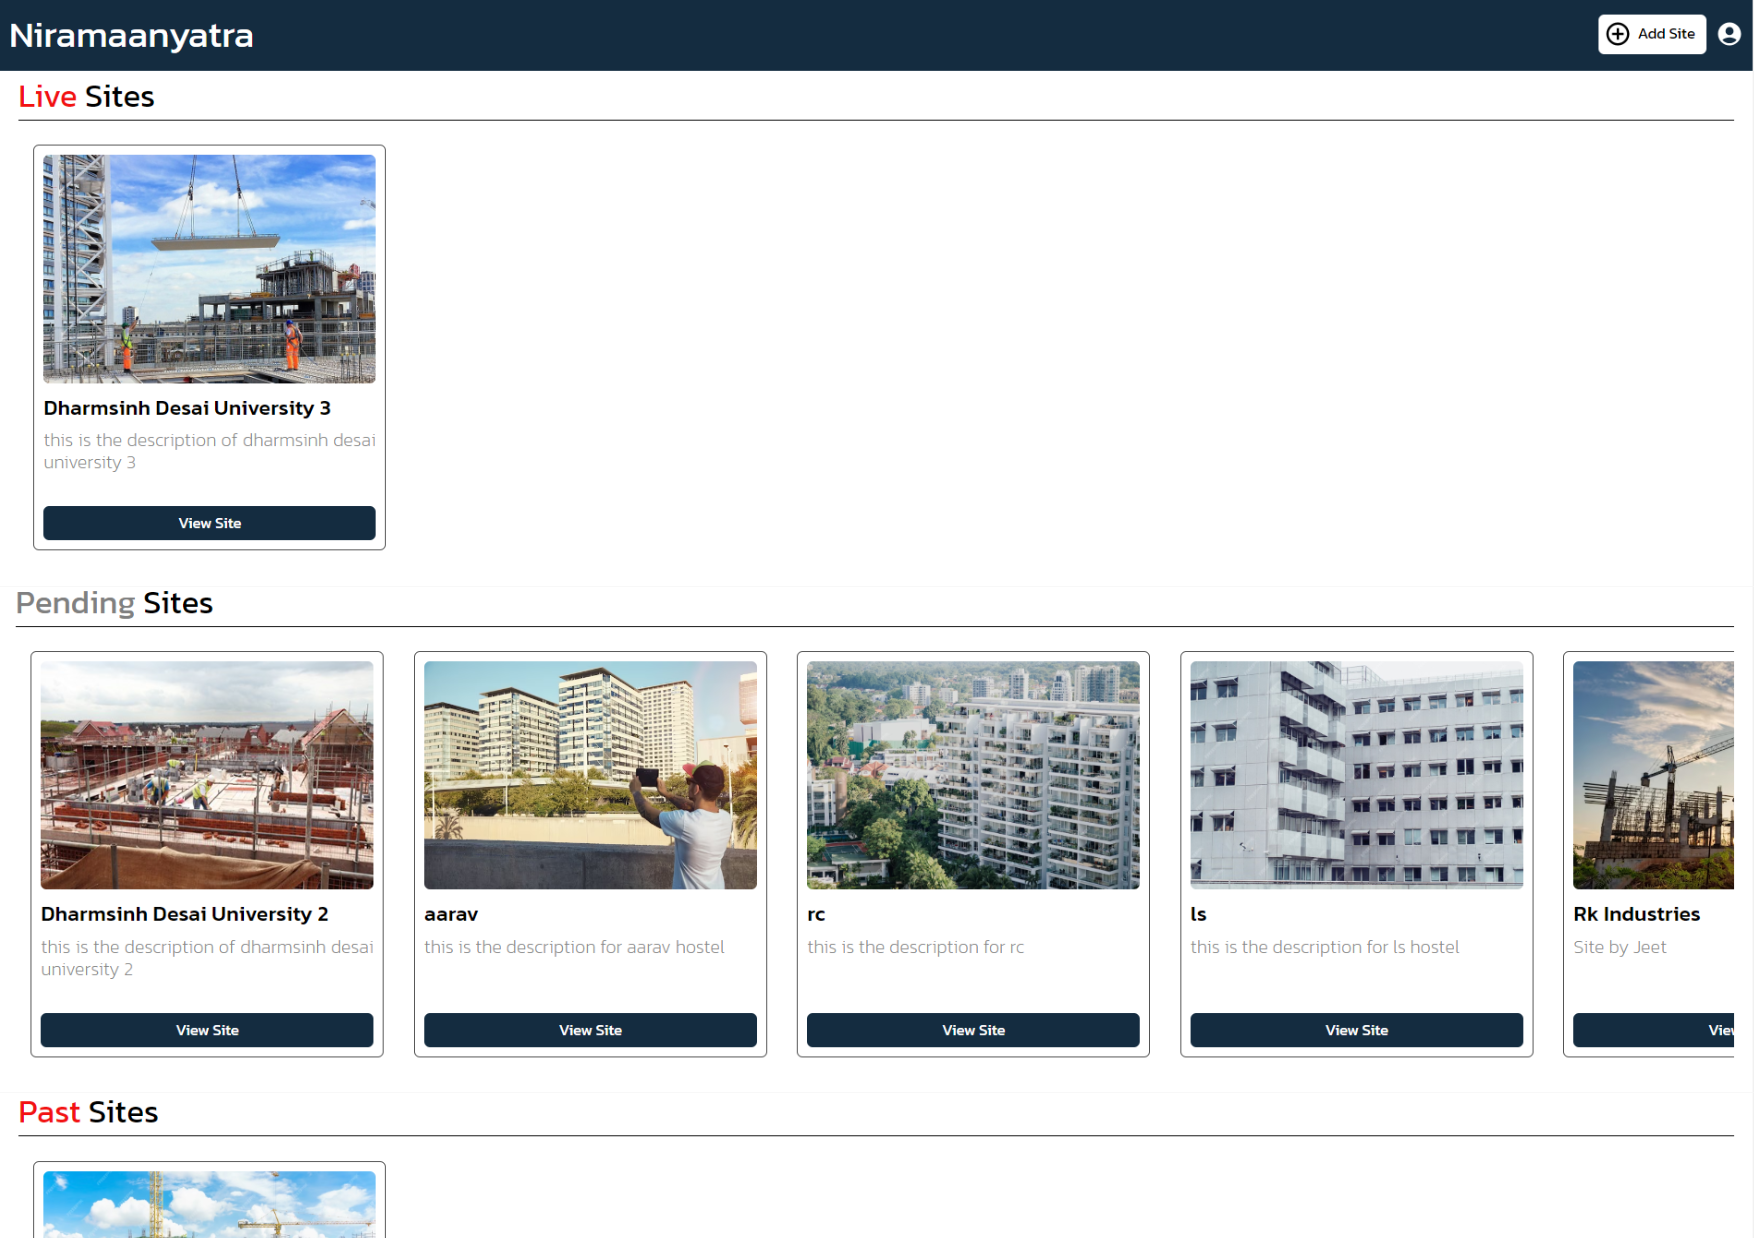 Niramaanyatra
Add Site
Live Sites
Dharmsinh Desai University 3
this is the description of dharmsinh desai
university 3
View Site
Pending Sites
Dharmsinh Desai University 2
this is the description of dharmsinh desai
university 2
View Site
aarav
this is the description for aarav hostel
View Site
rc
this is the description for rc
View Site
ls
this is the description for ls hostel
View Site
Rk Industries
Site by Jeet
Past Sites